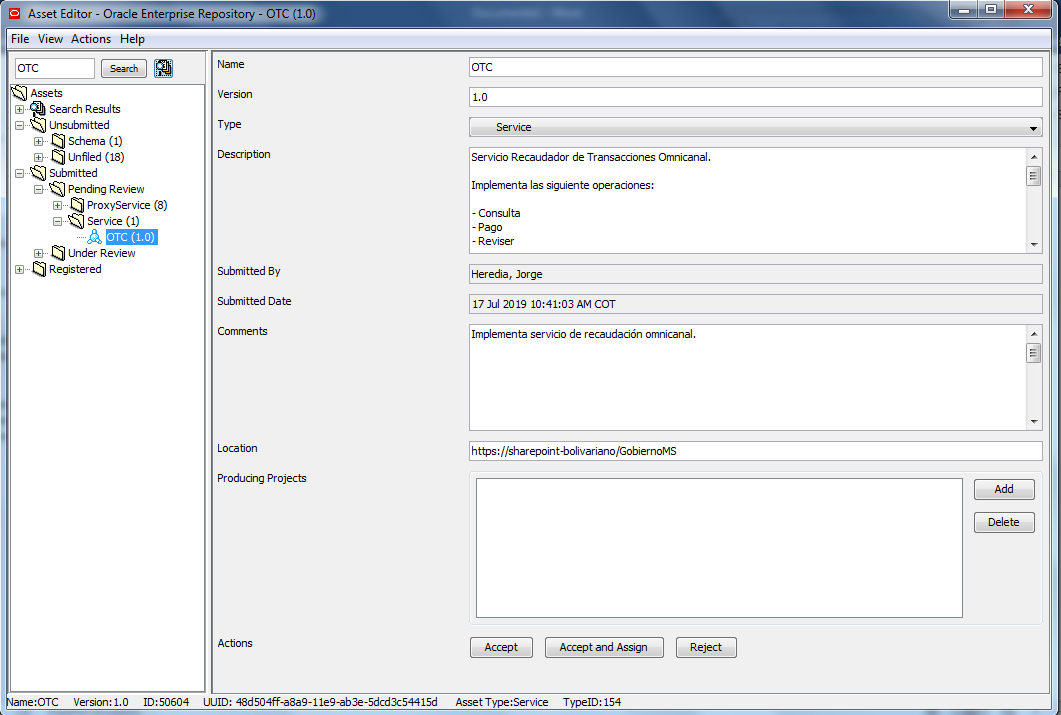 Asset Editor - Oracle Enterprise Repository - OTC (1.0)
File View Actions Help
OTC
Search
Assets
Search Results
Unsubmitted
Schema (1)
Unfiled (18)
Submitted
Pending Review
ProxyService (8)
Service (1)
OTC (1.0)
Under Review
Registered
Name
OTC
Version
1.0
Type
Service
Description
Servicio Recaudador de Transacciones Omnicanal.
Implementa las siguiente operaciones:
- Consulta
- Pago
- Reviser
Submitted By
Heredia, Jorge
Submitted Date
17 Jul 2019 10:41:03 AM COT
Comments
Implementa servicio de recaudación omnicanal.
Location
https://sharepoint-bolivariano/GobiernoMS
Producing Projects
Add
Delete
Actions
Accept
Accept and Assign
Reject
Name:OTC Version:1.0 ID:50604 UUID: 48d504ff-a8a9-11e9-ab3e-5dcd3c54415d Asset Type:Service TypeID:154